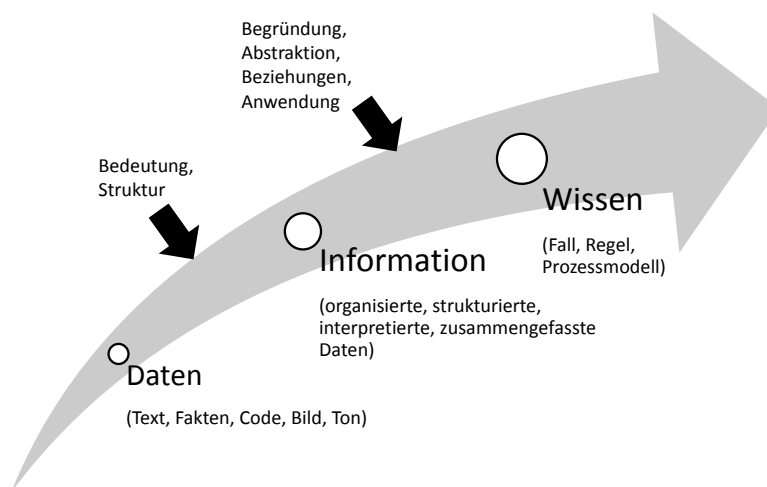 Begründung,
Abstraktion,
Beziehungen,
Anwendung
Bedeutung,
Struktur
Wissen
(Fall, Regel,
Prozessmodell)
Information
(organisierte, strukturierte,
interpretierte, zusammengefasste
Daten)
Daten
(Text, Fakten, Code, Bild, Ton)